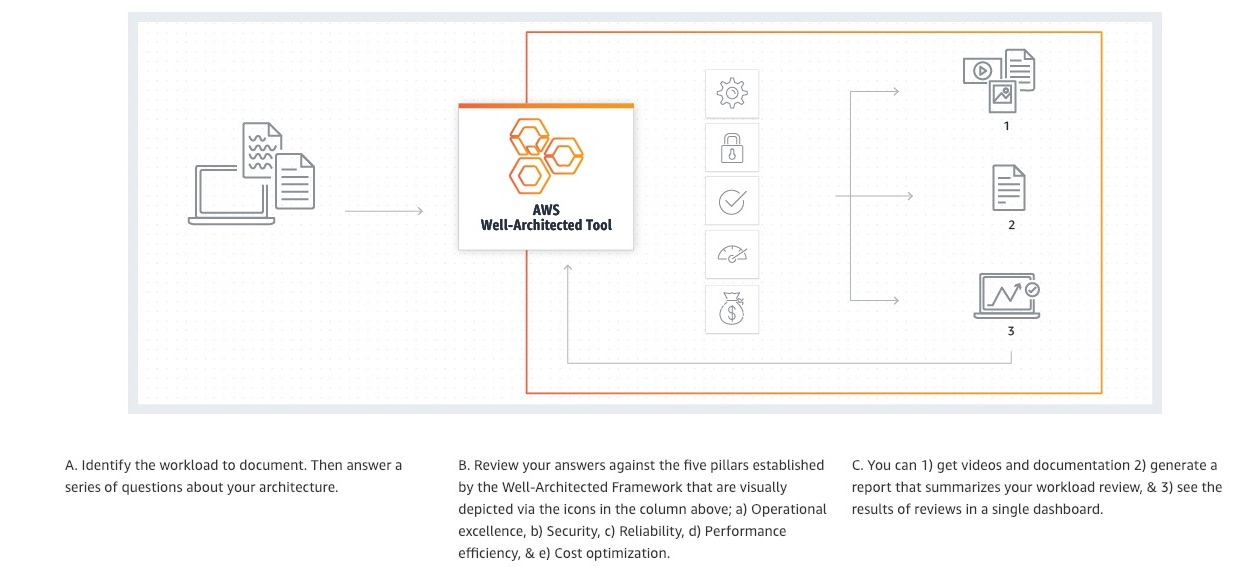 AWS
Well-Architected Tool
1
2
3
A. Identify the workload to document. Then answer a
series of questions about your architecture.
B. Review your answers against the five pillars established
by the Well-Architected Framework that are visually
depicted via the icons in the column above; a) Operational
excellence, b) Security, c) Reliability, d) Performance
efficiency, & e) Cost optimization.
C. You can 1) get videos and documentation 2) generate a
report that summarizes your workload review, & 3) see the
results of reviews in a single dashboard.